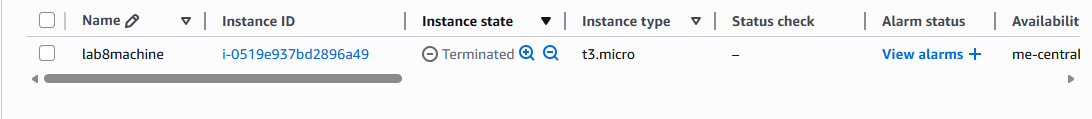 Name Instance ID Instance state Instance type Status check Alarm status Availabili
lab8machine i-0519e937bd2896a49 Terminated t3.micro – View alarms + me-central